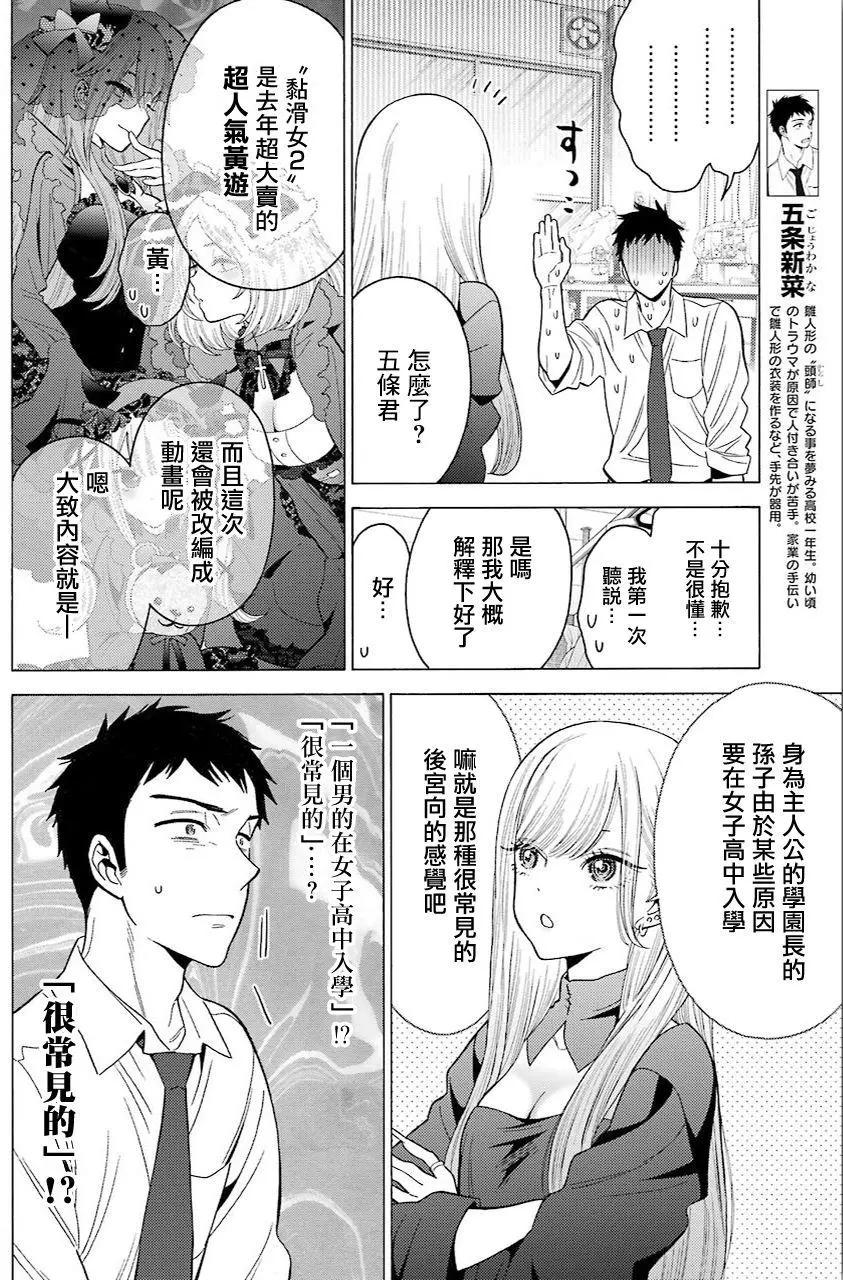 ………………
………………
………………
すっ…
怎麼了？
五條君
五条新菜
ごじょうわかな
雛人形の〝頭師〟になる事を夢みる高校一年生。幼い頃
のトラウマが原因で人付き合いが苦手。家業の手伝い
で雛人形の衣装を作るなど、手先が器用。
十分抱歉…
不是很懂…
我第一次
聽説…
是嗎
那我大概
解釋下好了
好…
〝黏滑女2〟
是去年超大賣的
超人氣黃遊
黃…
而且這次
還會被改編成
動畫呢
嗯
大致內容就是—
身為主人公的學園長的
孫子由於某些原因
要在女子高中入學
嘛就是那種很常見的
後宮向的感覺吧
「一個男的在女子高中入學」!?
「很常見的」…?
「很常見的」!?